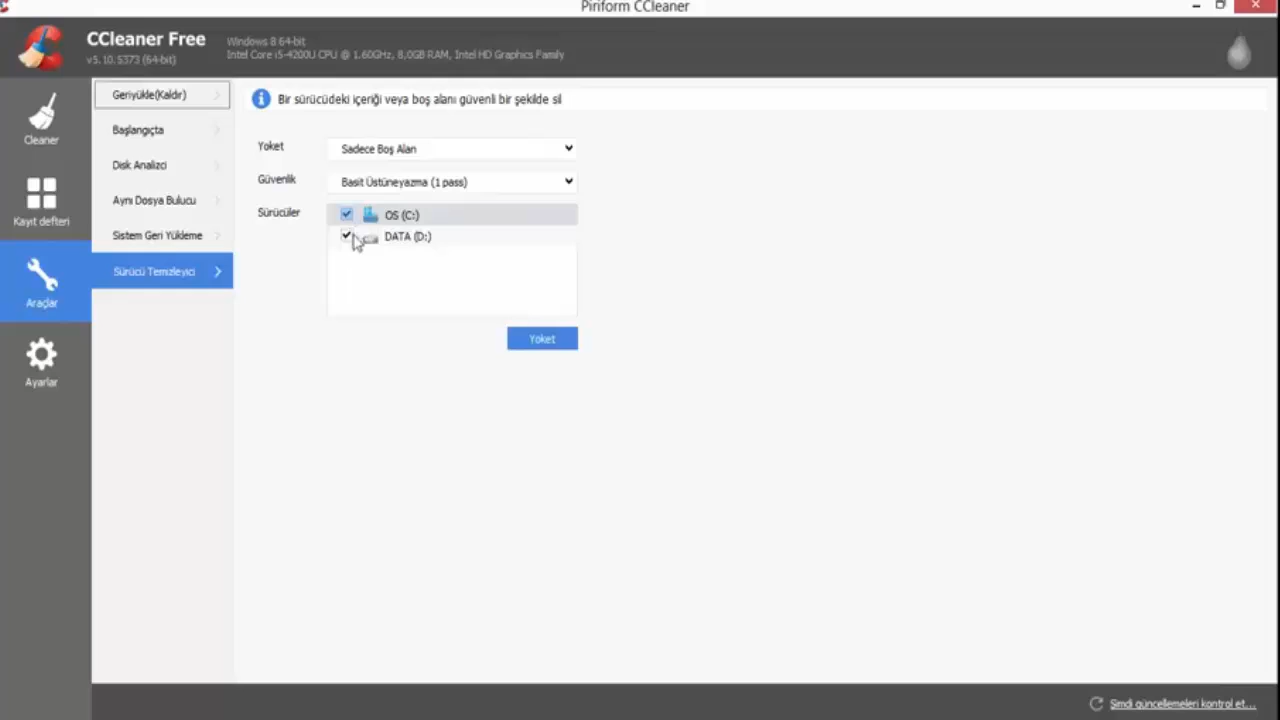 Piriform CCleaner
CCleaner Free
v5.10.5373 (64-bit)
Windows 8 64-bit
Intel Core i5-4200U CPU @ 1.60GHz, 8,0GB RAM, Intel HD Graphics Family
Cleaner
Kayıt defteri
Araçlar
Ayarlar
Geriyükle(Kaldır)
Başlangıçta
Disk Analizci
Aynı Dosya Bulucu
Sistem Geri Yükleme
Sürücü Temizleyici
Bir sürücüdeki içeriği veya boş alanı güvenli bir şekilde sil
Yoket
Sadece Boş Alan
Güvenlik
Basit Üstüneyazma (1 pass)
Sürücüler
OS (C:)
DATA (D:)
Yoket
Şimdi güncellemeleri kontrol et...